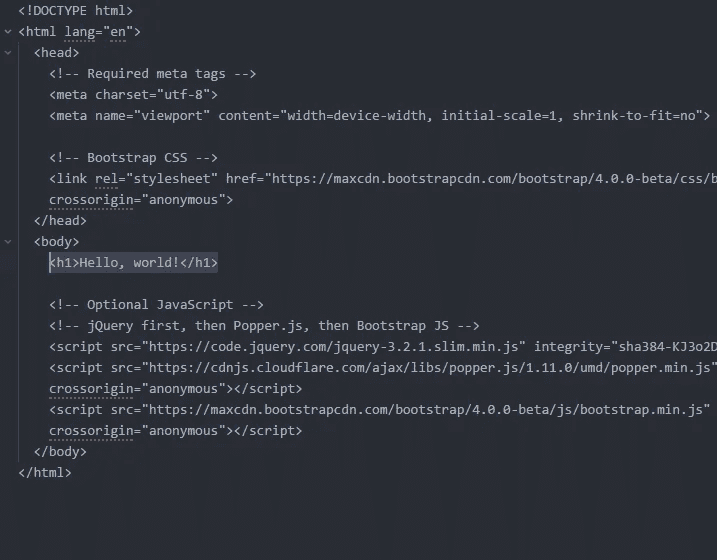 <!DOCTYPE html>
<html lang="en">
<head>
<!-- Required meta tags -->
<meta charset="utf-8">
<meta name="viewport" content="width=device-width, initial-scale=1, shrink-to-fit=no">
<!-- Bootstrap CSS -->
<link rel="stylesheet" href="https://maxcdn.bootstrapcdn.com/bootstrap/4.0.0-beta/css/b
crossorigin="anonymous">
</head>
<body>
<h1>Hello, world!</h1>
<!-- Optional JavaScript -->
<!-- jQuery first, then Popper.js, then Bootstrap JS -->
<script src="https://code.jquery.com/jquery-3.2.1.slim.min.js" integrity="sha384-KJ3o2D
<script src="https://cdnjs.cloudflare.com/ajax/libs/popper.js/1.11.0/umd/popper.min.js"
crossorigin="anonymous"></script>
<script src="https://maxcdn.bootstrapcdn.com/bootstrap/4.0.0-beta/js/bootstrap.min.js"
crossorigin="anonymous"></script>
</body>
</html>